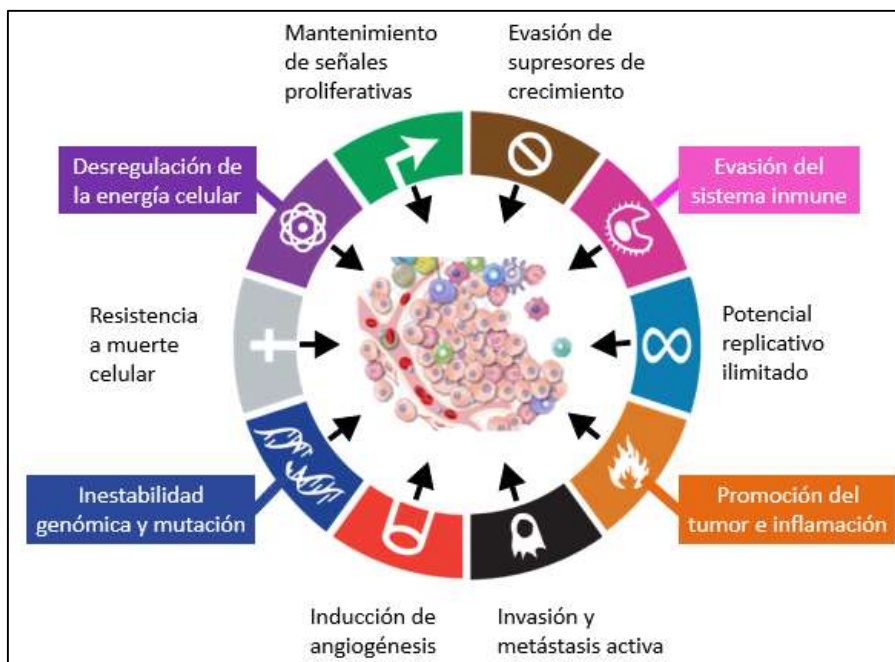 Mantenimiento
de señales
proliferativas
Evasión de
supresores de
crecimiento
Desregulación de
la energía celular
Evasión del
sistema inmune
Resistencia
a muerte
celular
Potencial
replicativo
ilimitado
Inestabilidad
genómica y mutación
Promoción del
tumor e inflamación
Inducción de
angiogénesis
Invasión y
metástasis activa